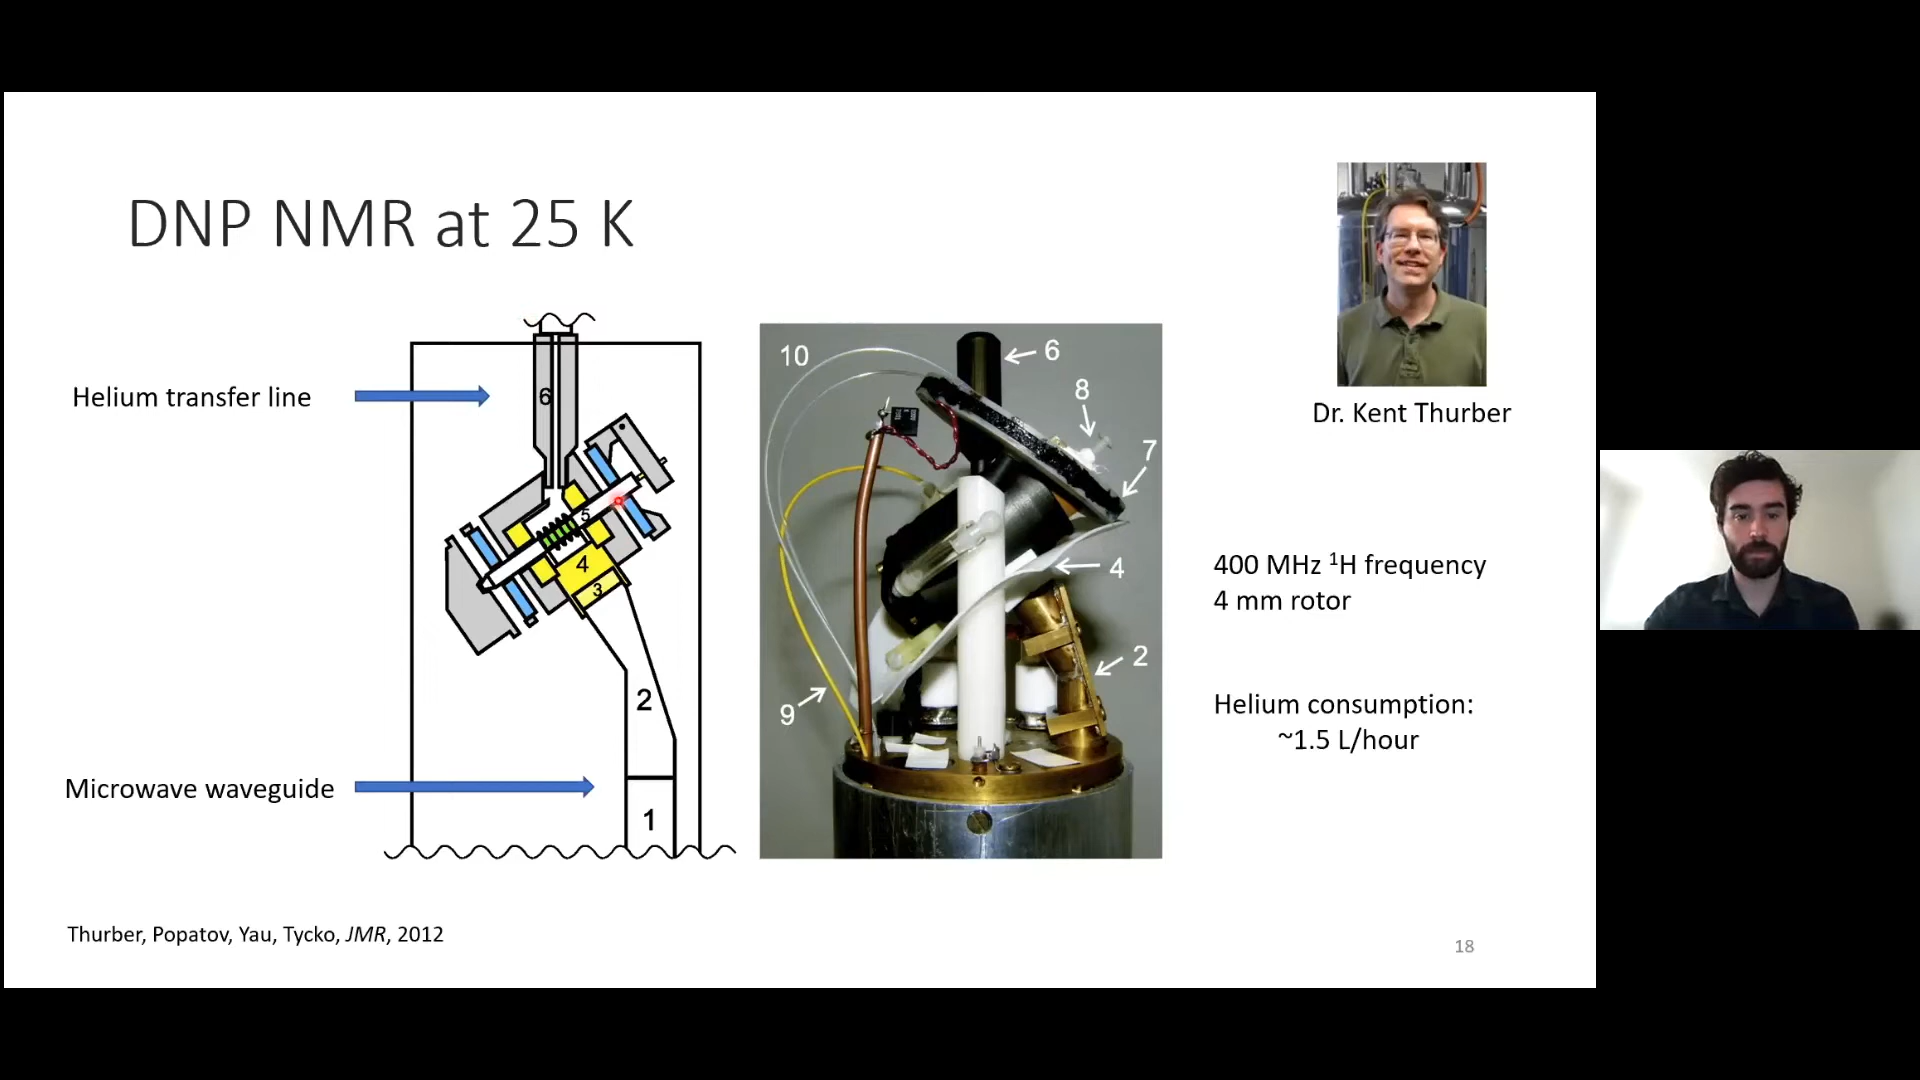 DNP NMR at 25 K
Helium transfer line
Microwave waveguide
6
5
4
3
2
1
10
6
8
7
4
2
9
Dr. Kent Thurber
400 MHz ¹H frequency
4 mm rotor
Helium consumption:
~1.5 L/hour
Thurber, Popatov, Yau, Tycko, JMR, 2012
18